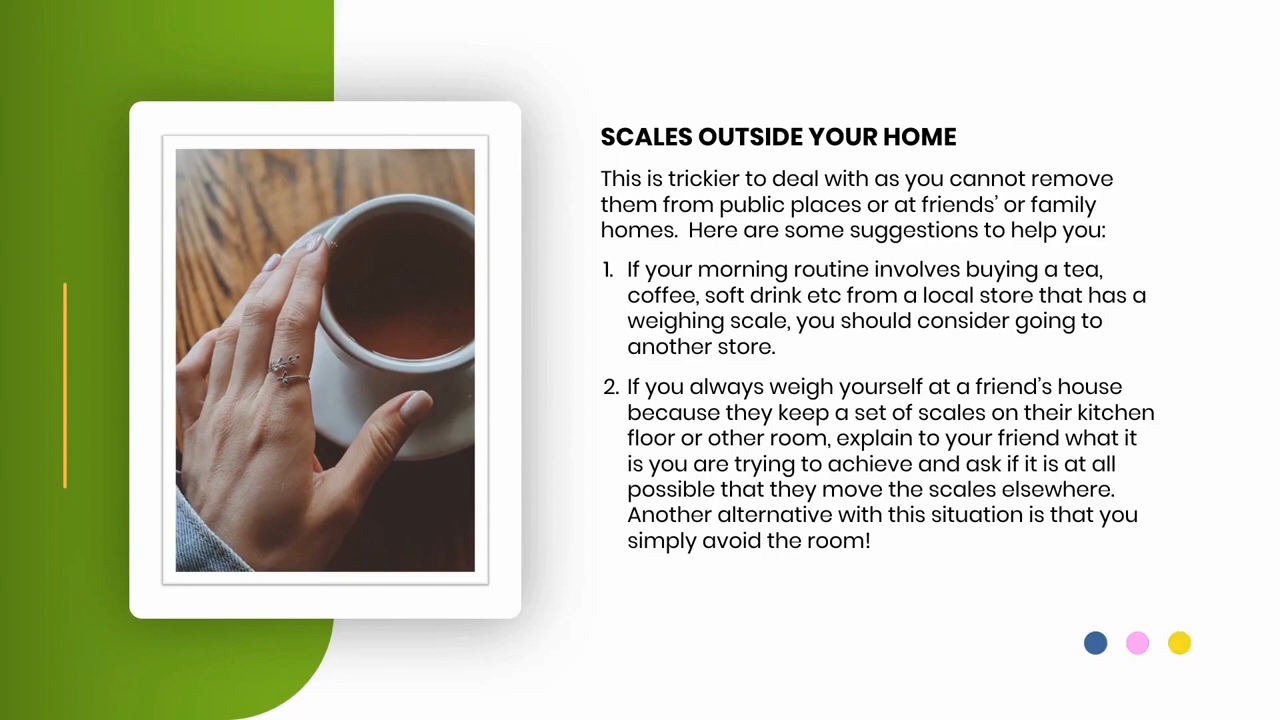 SCALES OUTSIDE YOUR HOME
This is trickier to deal with as you cannot remove
them from public places or at friends’ or family
homes.  Here are some suggestions to help you:
1. If your morning routine involves buying a tea,
coffee, soft drink etc from a local store that has a
weighing scale, you should consider going to
another store.
2. If you always weigh yourself at a friend’s house
because they keep a set of scales on their kitchen
floor or other room, explain to your friend what it
is you are trying to achieve and ask if it is at all
possible that they move the scales elsewhere.
Another alternative with this situation is that you
simply avoid the room!